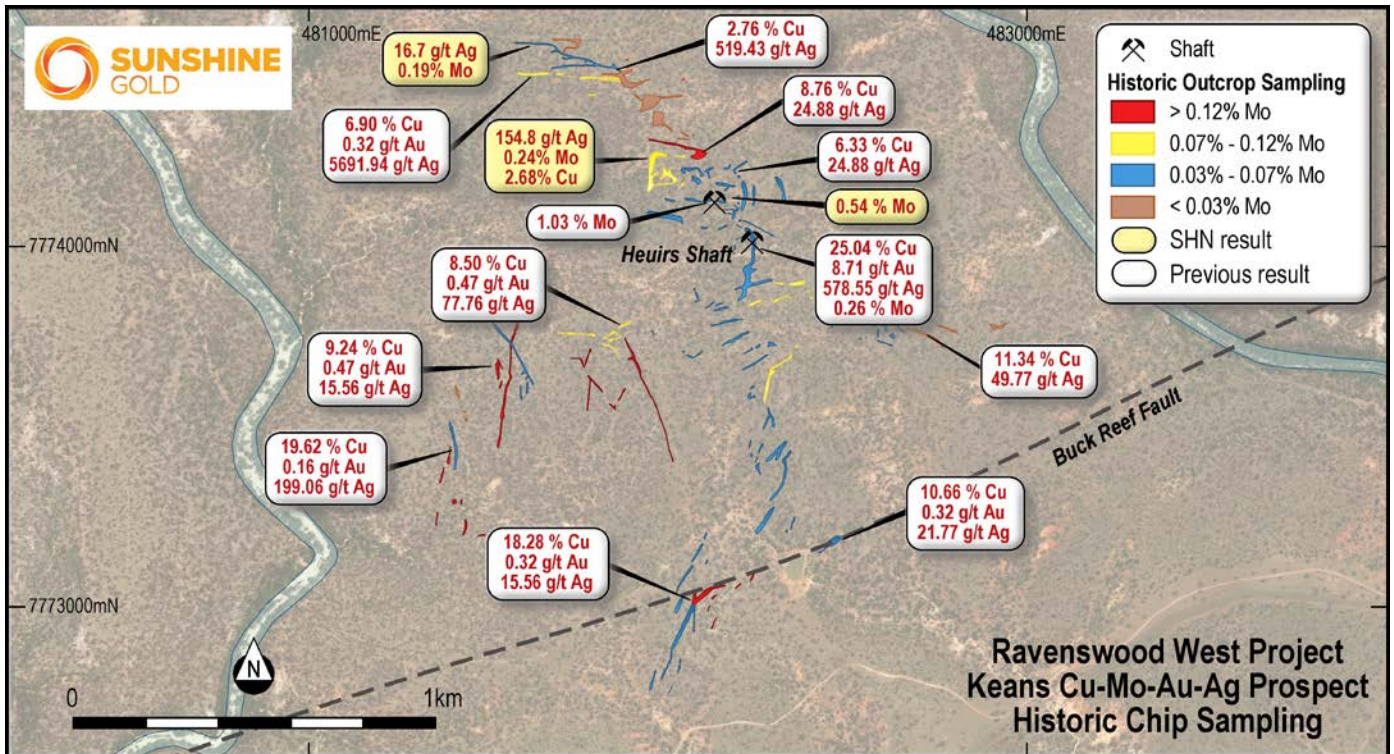 SUNSHINE
GOLD
481000mE
483000mE
16.7 g/t Ag
0.19% Mo
2.76 % Cu
519.43 g/t Ag
6.90 % Cu
0.32 g/t Au
5691.94 g/t Ag
8.76 % Cu
24.88 g/t Ag
154.8 g/t Ag
0.24% Mo
2.68% Cu
6.33 % Cu
24.88 g/t Ag
1.03 % Mo
0.54 % Mo
7774000mN
Heuirs Shaft
25.04 % Cu
8.71 g/t Au
578.55 g/t Ag
0.26 % Mo
8.50 % Cu
0.47 g/t Au
77.76 g/t Ag
9.24 % Cu
0.47 g/t Au
15.56 g/t Ag
11.34 % Cu
49.77 g/t Ag
Buck Reef Fault
19.62 % Cu
0.16 g/t Au
199.06 g/t Ag
10.66 % Cu
0.32 g/t Au
21.77 g/t Ag
18.28 % Cu
0.32 g/t Au
15.56 g/t Ag
7773000mN
Shaft
Historic Outcrop Sampling
> 0.12% Mo
0.07% - 0.12% Mo
0.03% - 0.07% Mo
< 0.03% Mo
SHN result
Previous result
N
0
1km
Ravenswood West Project
Keans Cu-Mo-Au-Ag Prospect
Historic Chip Sampling